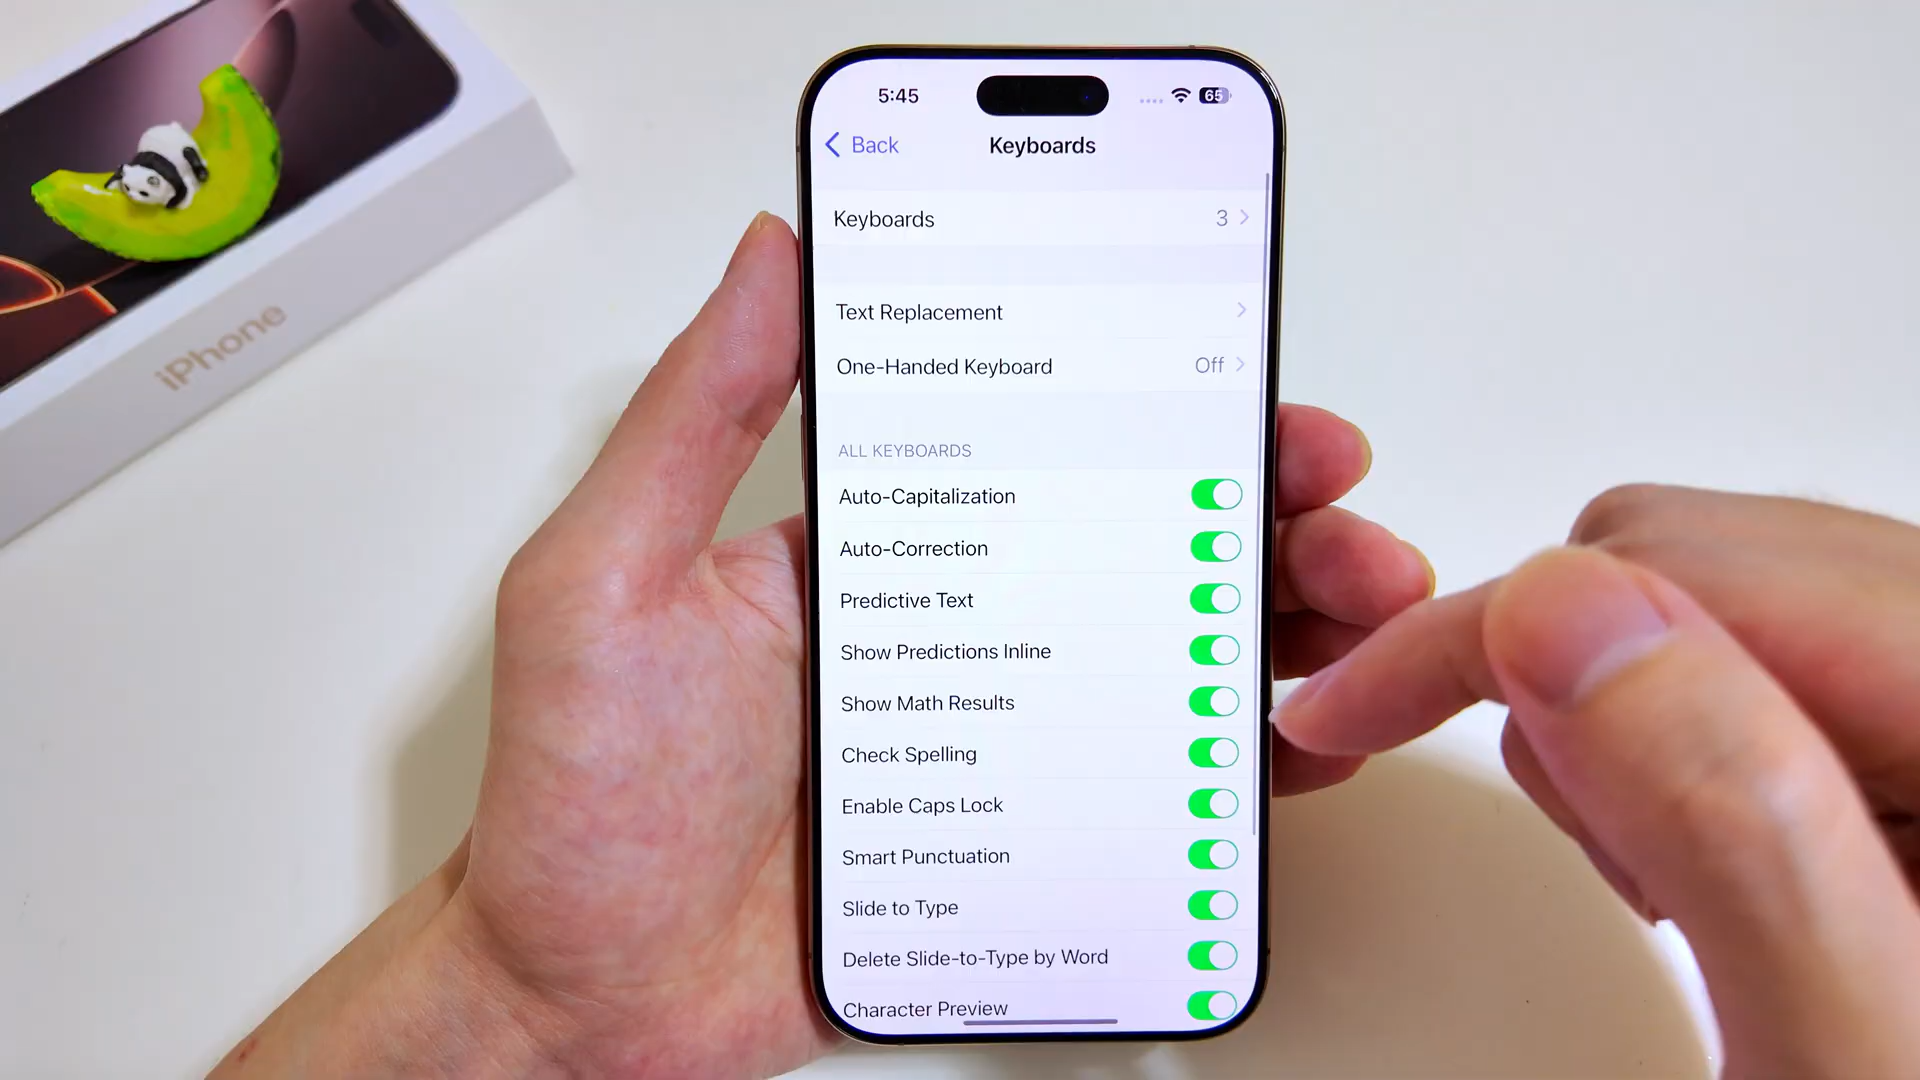 5:45
65
Back
Keyboards
Keyboards 3
Text Replacement
One-Handed Keyboard Off
ALL KEYBOARDS
Auto-Capitalization
Auto-Correction
Predictive Text
Show Predictions Inline
Show Math Results
Check Spelling
Enable Caps Lock
Smart Punctuation
Slide to Type
Delete Slide-to-Type by Word
Character Preview
iPhone